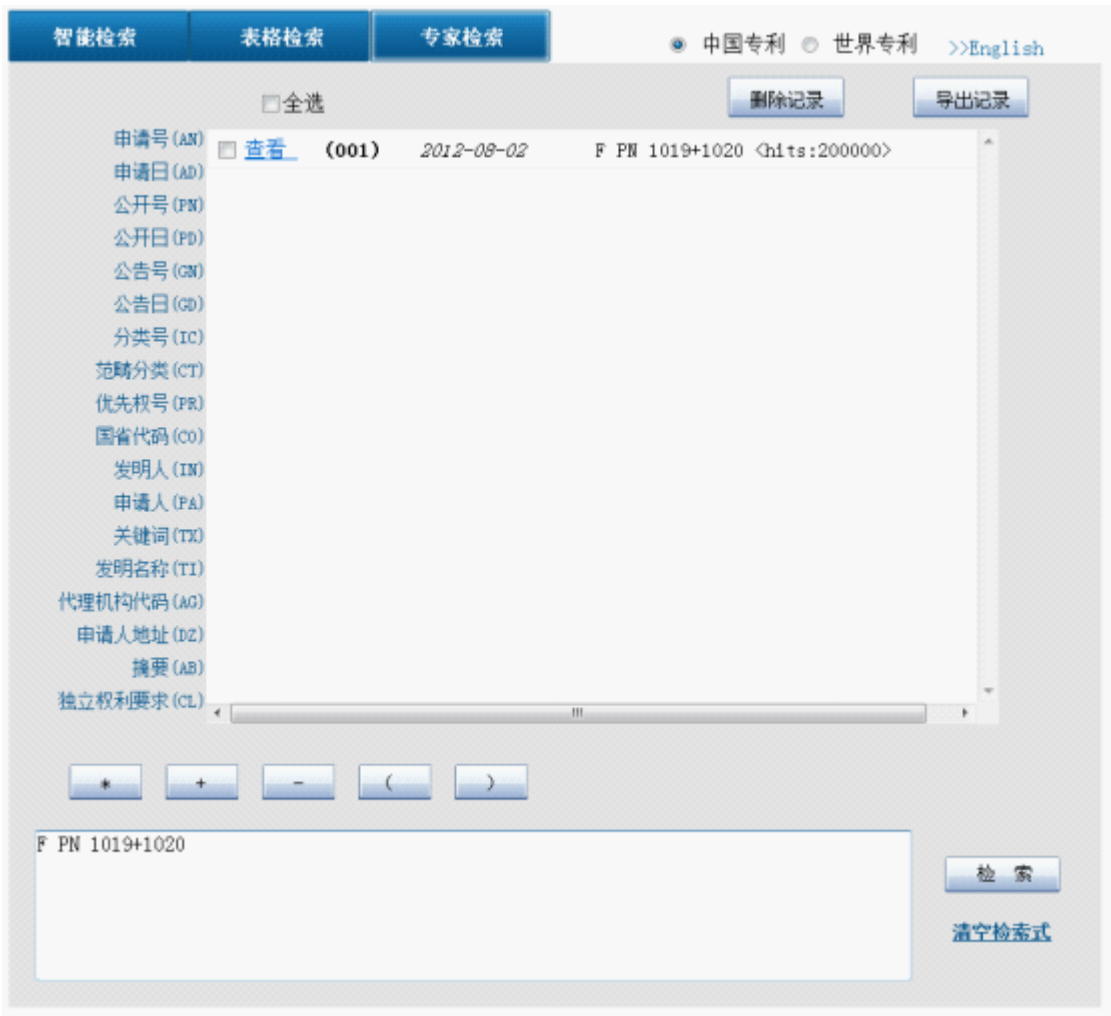 智能检索 表格检索 专家检索 中国专利 世界专利 >>English
全选 删除记录 导出记录
申请号(AN) 查看 (001) 2012-08-02 F PN 1019+1020 <hits:200000>
申请日(AD)
公开号(PN)
公开日(PD)
公告号(GN)
公告日(GD)
分类号(IC)
范畴分类(CT)
优先权号(PR)
国省代码(CO)
发明人(IN)
申请人(PA)
关键词(TX)
发明名称(TI)
代理机构代码(AG)
申请人地址(DZ)
摘要(AB)
独立权利要求(CL)
* + - ( )
F PN 1019+1020
检 索
清空检索式